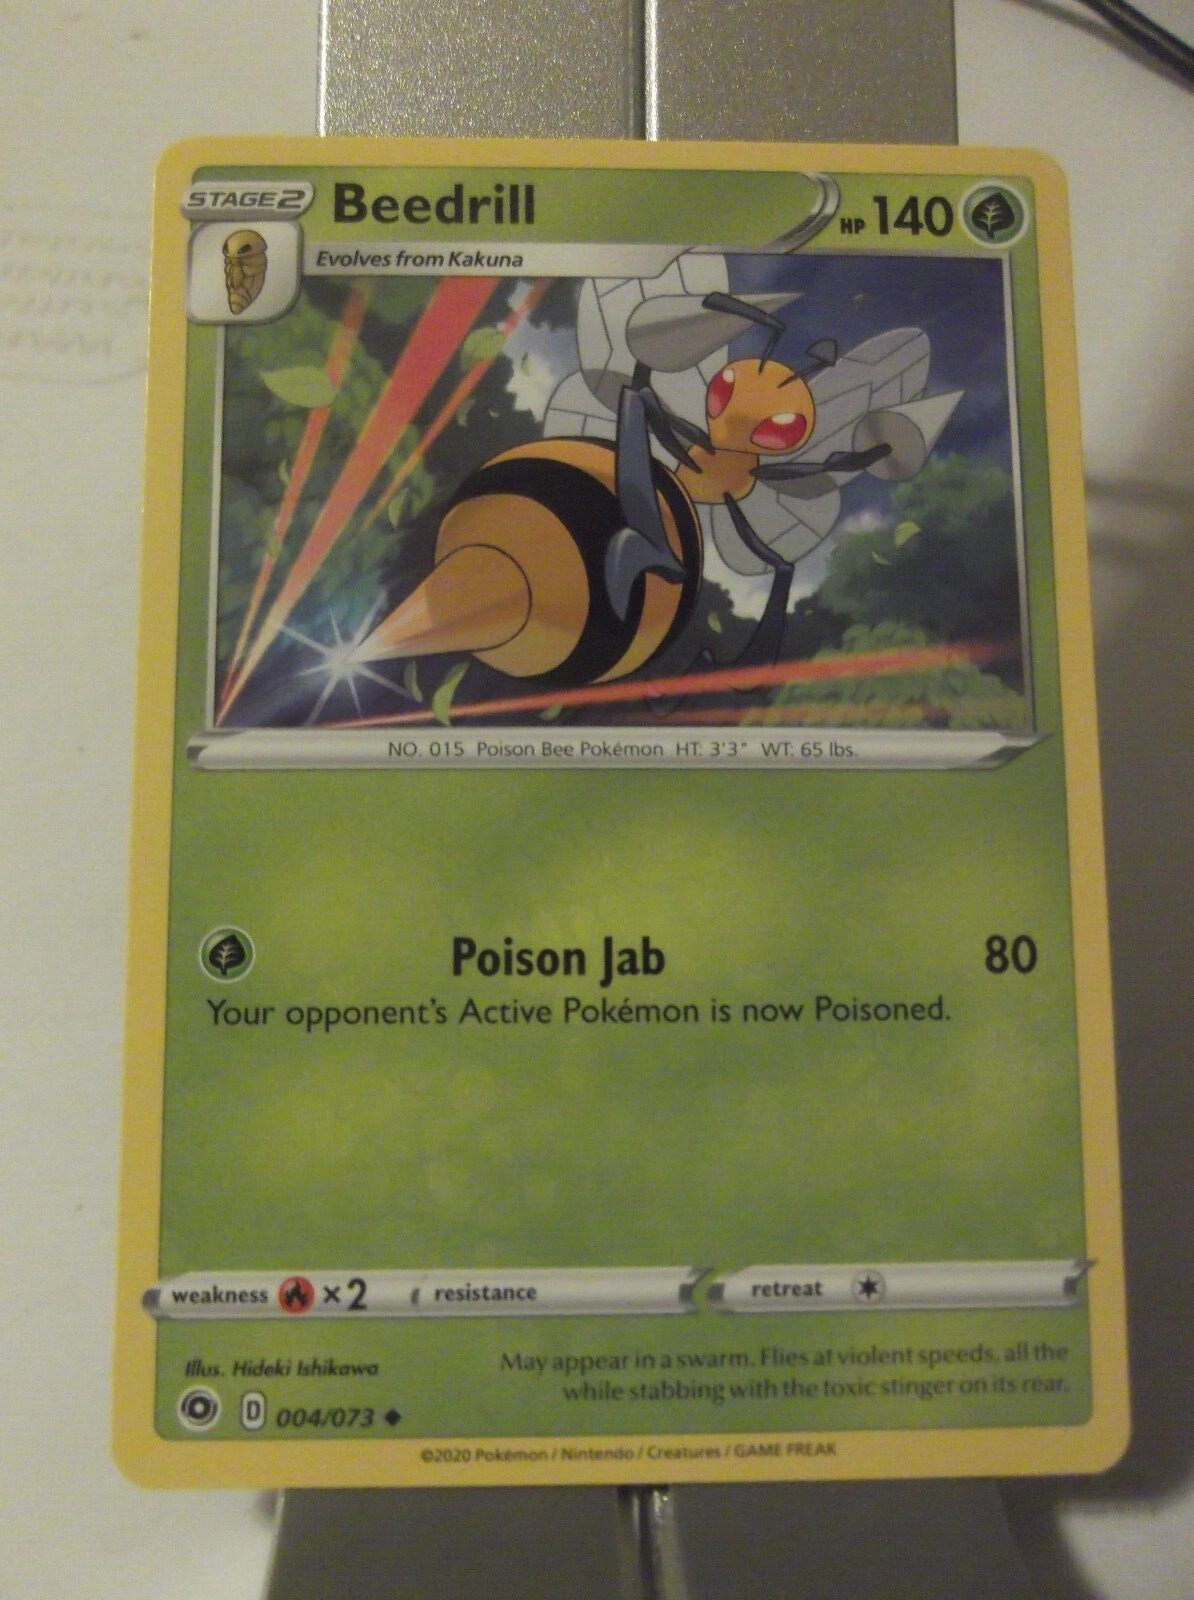 STAGE 2 Beedrill HP 140
Evolves from Kakuna
NO. 015 Poison Bee Pokémon HT: 3'3" WT: 65 lbs.
Poison Jab 80
Your opponent's Active Pokémon is now Poisoned.
weakness ×2 resistance retreat
Illus. Hideki Ishikawa
May appear in a swarm. Flies at violent speeds, all the
while stabbing with the toxic stinger on its rear.
D 004/073
©2020 Pokémon / Nintendo / Creatures / GAME FREAK